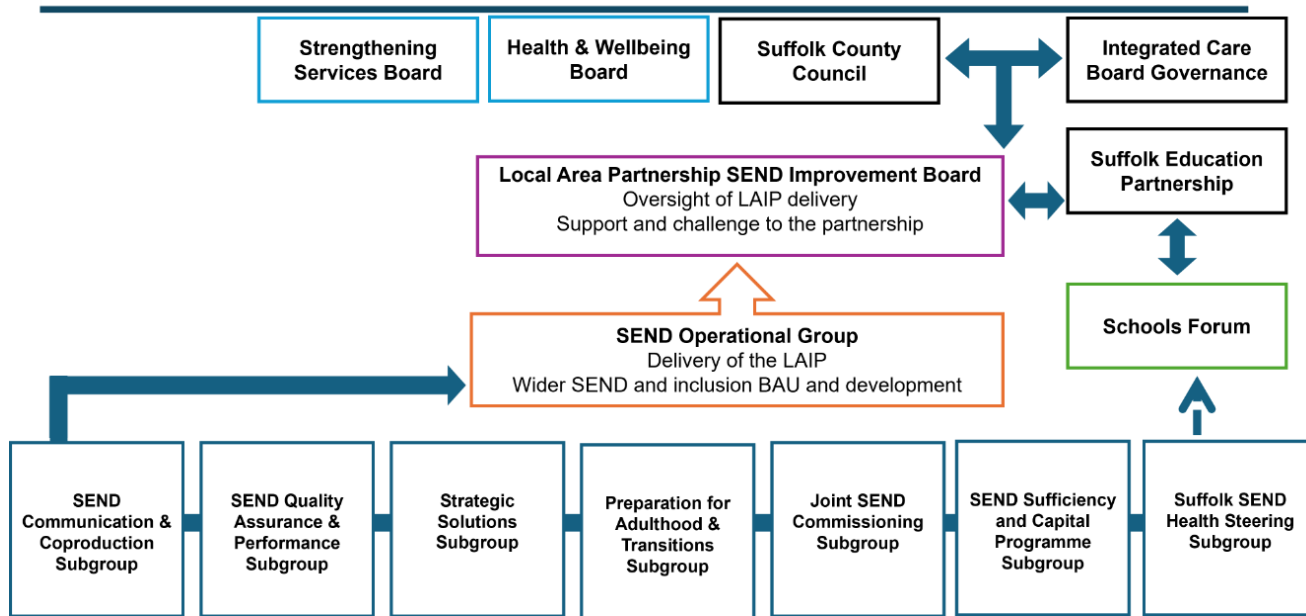 Strengthening
Services Board
Health & Wellbeing
Board
Suffolk County
Council
Integrated Care
Board Governance
Local Area Partnership SEND Improvement Board
Oversight of LAIP delivery
Support and challenge to the partnership
Suffolk Education
Partnership
SEND Operational Group
Delivery of the LAIP
Wider SEND and inclusion BAU and development
Schools Forum
SEND
Communication &
Coproduction
Subgroup
SEND Quality
Assurance &
Performance
Subgroup
Strategic
Solutions
Subgroup
Preparation for
Adulthood &
Transitions
Subgroup
Joint SEND
Commissioning
Subgroup
SEND Sufficiency
and Capital
Programme
Subgroup
Suffolk SEND
Health Steering
Subgroup